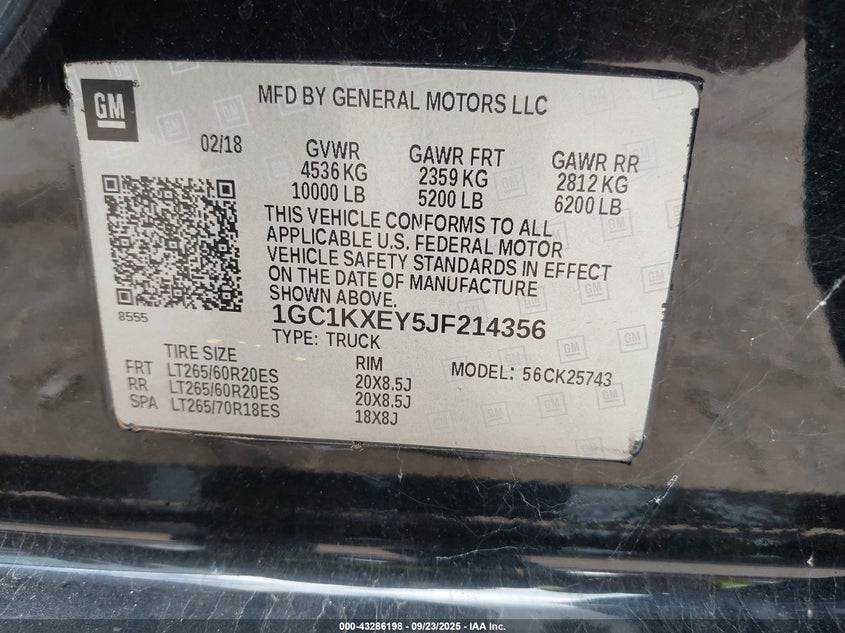 GM
MFD BY GENERAL MOTORS LLC
02/18
GVWR GAWR FRT GAWR RR
4536 KG 2359 KG 2812 KG
10000 LB 5200 LB 6200 LB
THIS VEHICLE CONFORMS TO ALL
APPLICABLE U.S. FEDERAL MOTOR
VEHICLE SAFETY STANDARDS IN EFFECT
ON THE DATE OF MANUFACTURE
SHOWN ABOVE.
8555
1GC1KXEY5JF214356
TYPE: TRUCK
TIRE SIZE RIM MODEL: 56CK25743
FRT LT265/60R20ES 20X8.5J
RR LT265/60R20ES 20X8.5J
SPA LT265/70R18ES 18X8J
000-43286198 - 09/23/2025 - IAA Inc.